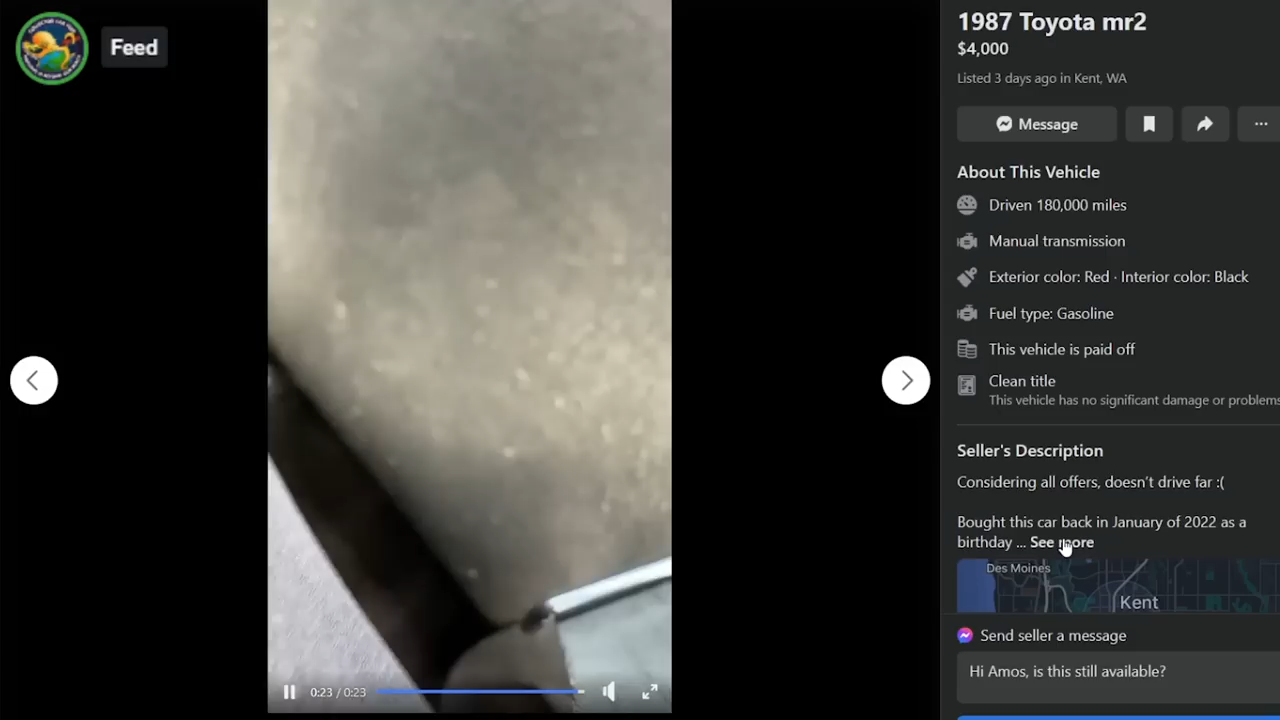 Feed
1987 Toyota mr2
$4,000
Listed 3 days ago in Kent, WA
Message
About This Vehicle
Driven 180,000 miles
Manual transmission
Exterior color: Red · Interior color: Black
Fuel type: Gasoline
This vehicle is paid off
Clean title
This vehicle has no significant damage or problems
Seller's Description
Considering all offers, doesn't drive far :(
Bought this car back in January of 2022 as a
birthday ... See more
Des Moines
Kent
Send seller a message
Hi Amos, is this still available?
0:23 / 0:23